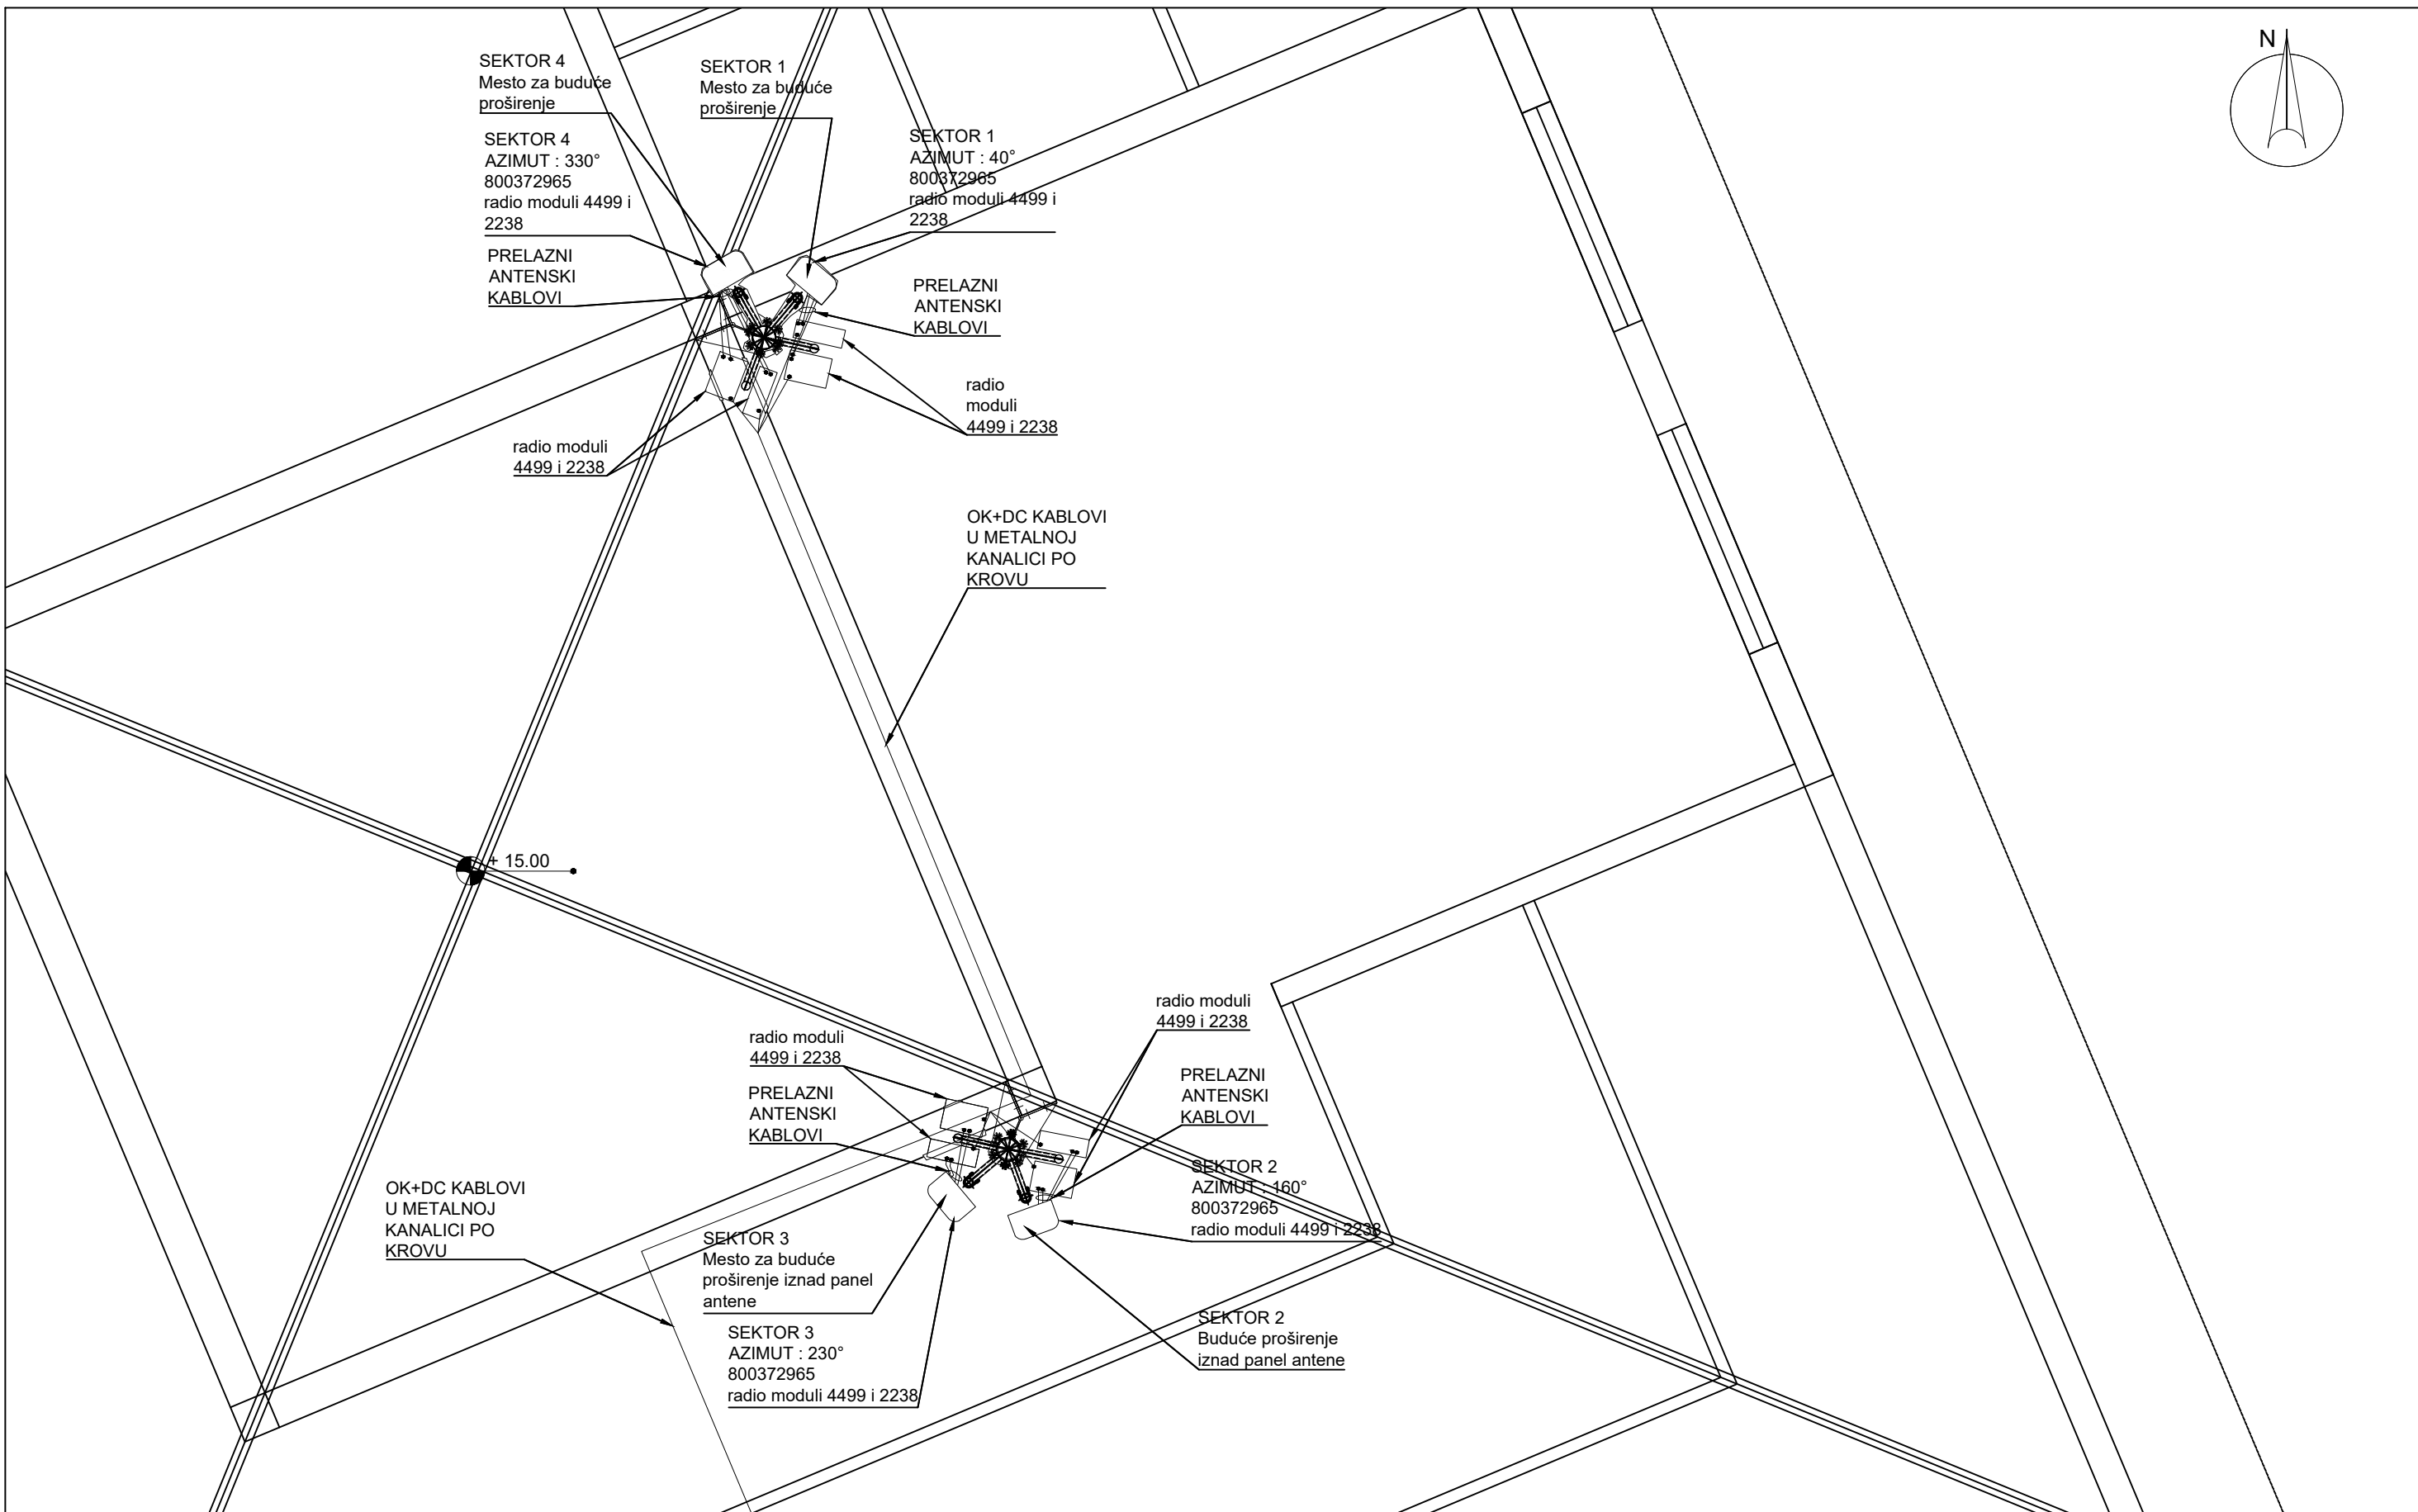 N
SEKTOR 4
Mesto za buduće
proširenje
SEKTOR 1
Mesto za buduće
proširenje
SEKTOR 4
AZIMUT : 330°
800372965
radio moduli 4499 i
2238
SEKTOR 1
AZIMUT : 40°
800372965
radio moduli 4499 i
2238
PRELAZNI
ANTENSKI
KABLOVI
PRELAZNI
ANTENSKI
KABLOVI
radio
moduli
4499 i 2238
radio moduli
4499 i 2238
OK+DC KABLOVI
U METALNOJ
KANALICI PO
KROVU
+ 15.00
radio moduli
4499 i 2238
radio moduli
4499 i 2238
PRELAZNI
ANTENSKI
KABLOVI
PRELAZNI
ANTENSKI
KABLOVI
SEKTOR 2
AZIMUT : 160°
800372965
radio moduli 4499 i 2238
OK+DC KABLOVI
U METALNOJ
KANALICI PO
KROVU
SEKTOR 3
Mesto za buduće
proširenje iznad panel
antene
SEKTOR 2
Buduće proširenje
iznad panel antene
SEKTOR 3
AZIMUT : 230°
800372965
radio moduli 4499 i 2238